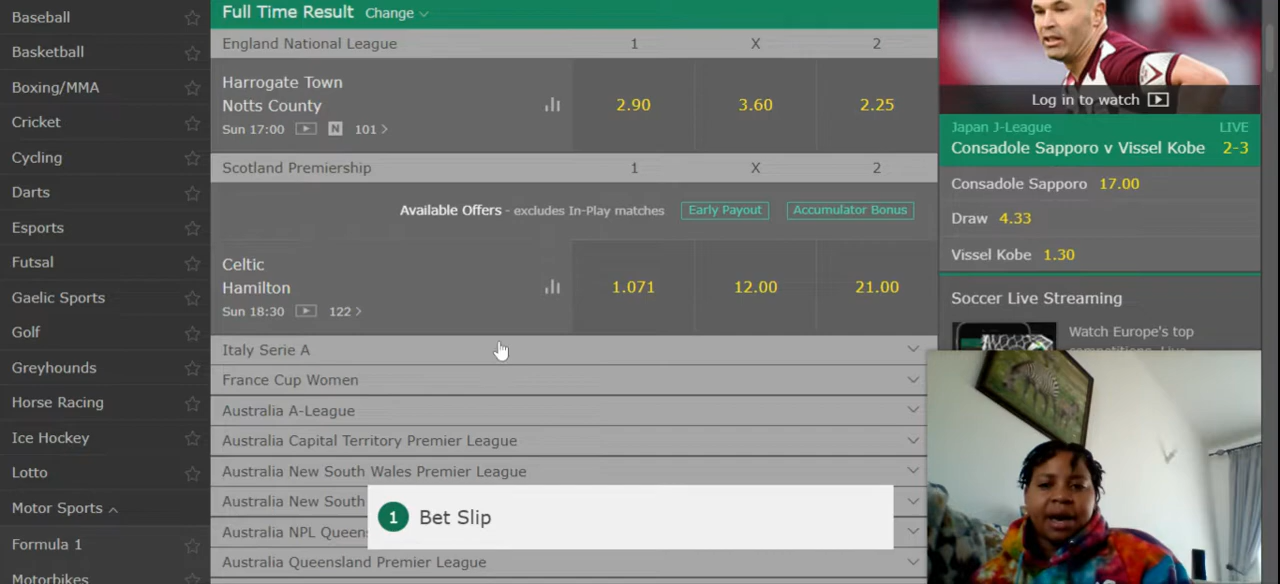 Baseball
Basketball
Boxing/MMA
Cricket
Cycling
Darts
Esports
Futsal
Gaelic Sports
Golf
Greyhounds
Horse Racing
Ice Hockey
Lotto
Motor Sports
Formula 1
Motorbikes
Full Time Result Change
England National League 1 X 2
Harrogate Town
Notts County
2.90 3.60 2.25
Sun 17:00 N 101 >
Scotland Premiership 1 X 2
Available Offers - excludes In-Play matches Early Payout Accumulator Bonus
Celtic
Hamilton
1.071 12.00 21.00
Sun 18:30 122 >
Italy Serie A
France Cup Women
Australia A-League
Australia Capital Territory Premier League
Australia New South Wales Premier League
Australia New South
Australia NPL Queens
Australia Queensland Premier League
1 Bet Slip
Log in to watch
Japan J-League LIVE
Consadole Sapporo v Vissel Kobe 2-3
Consadole Sapporo 17.00
Draw 4.33
Vissel Kobe 1.30
Soccer Live Streaming
Watch Europe's top
competitions. Live